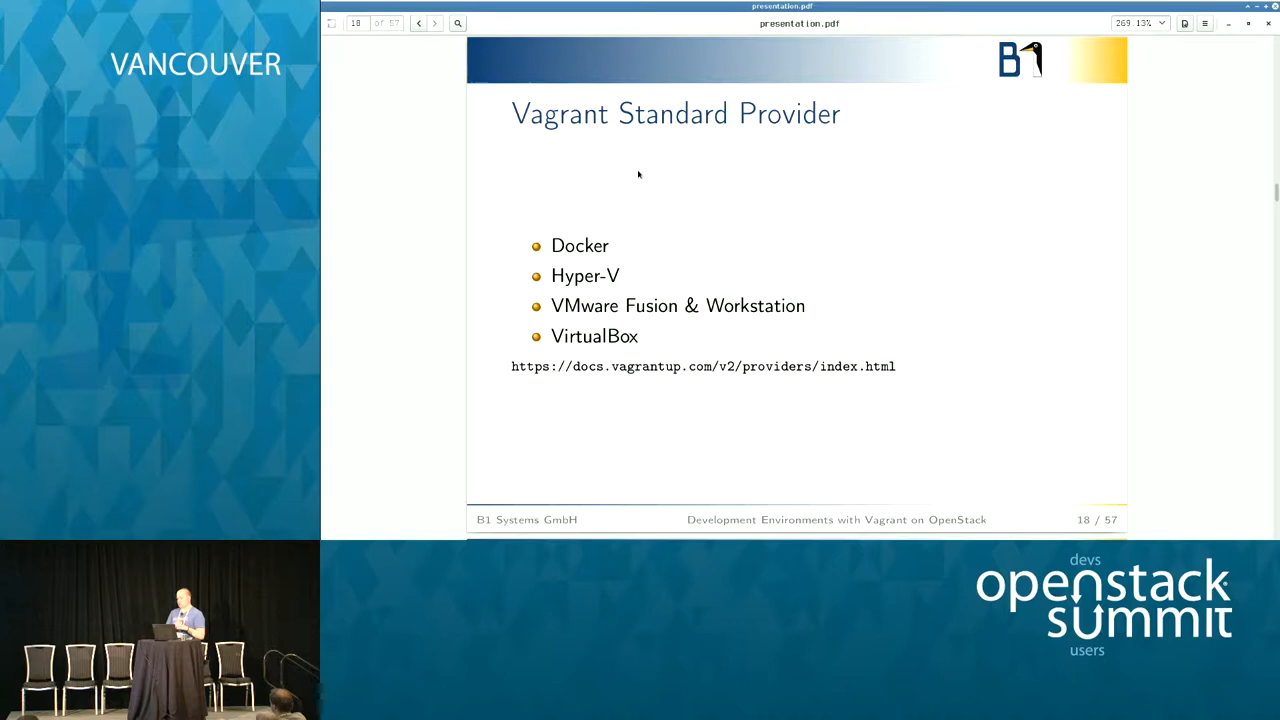 presentation.pdf
18 of 57
presentation.pdf
269.13%
VANCOUVER
B1
Vagrant Standard Provider
Docker
Hyper-V
VMware Fusion & Workstation
VirtualBox
https://docs.vagrantup.com/v2/providers/index.html
B1 Systems GmbH
Development Environments with Vagrant on OpenStack
18 / 57
devs
openstack
summit
users